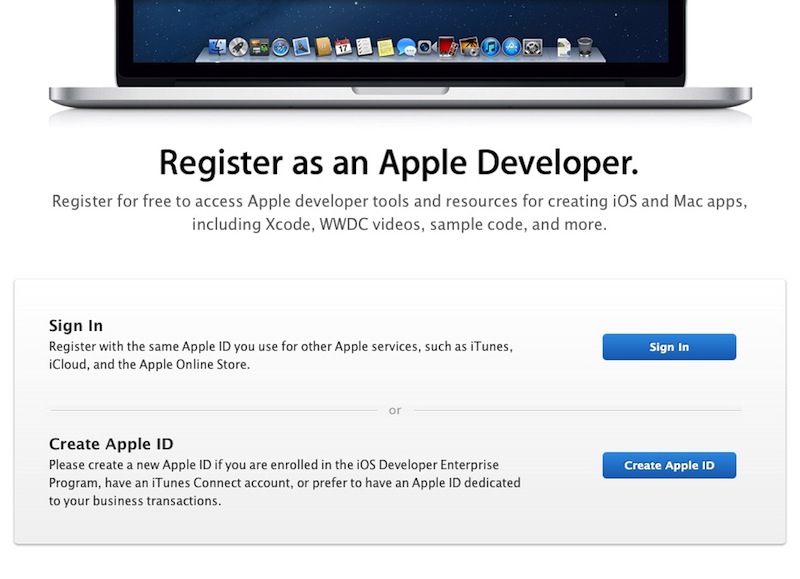 17
Register as an Apple Developer.
Register for free to access Apple developer tools and resources for creating iOS and Mac apps,
including Xcode, WWDC videos, sample code, and more.
Sign In
Register with the same Apple ID you use for other Apple services, such as iTunes,
iCloud, and the Apple Online Store.
Sign In
or
Create Apple ID
Please create a new Apple ID if you are enrolled in the iOS Developer Enterprise
Program, have an iTunes Connect account, or prefer to have an Apple ID dedicated
to your business transactions.
Create Apple ID